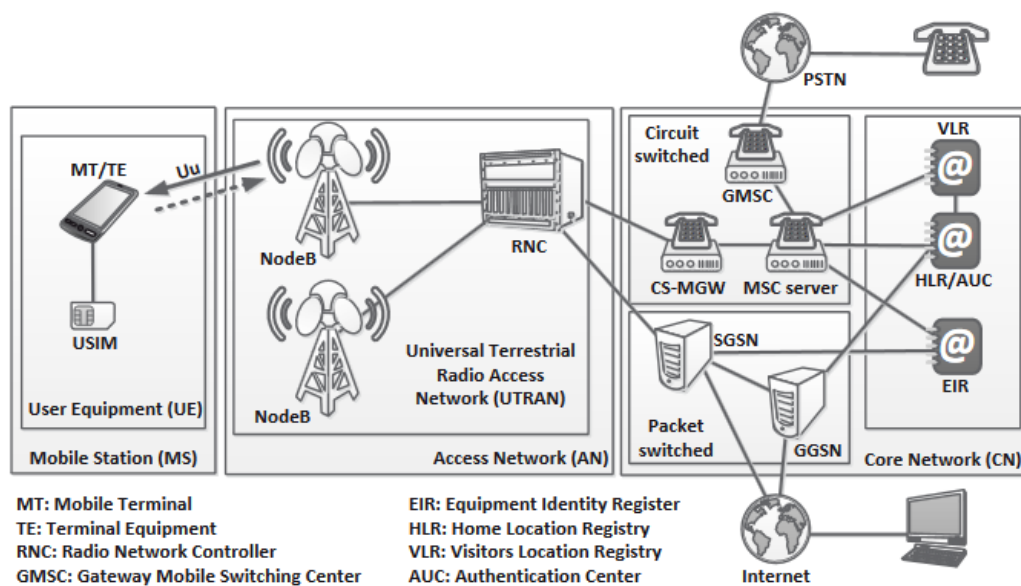 PSTN
Circuit
switched
VLR
MT/TE
Uu
@
GMSC
RNC
NodeB
@
CS-MGW
MSC server
HLR/AUC
USIM
SGSN
@
Universal Terrestrial
Radio Access
Network (UTRAN)
EIR
User Equipment (UE)
NodeB
Packet
switched
GGSN
Mobile Station (MS)
Access Network (AN)
Core Network (CN)
MT: Mobile Terminal
TE: Terminal Equipment
RNC: Radio Network Controller
GMSC: Gateway Mobile Switching Center
EIR: Equipment Identity Register
HLR: Home Location Registry
VLR: Visitors Location Registry
AUC: Authentication Center
Internet